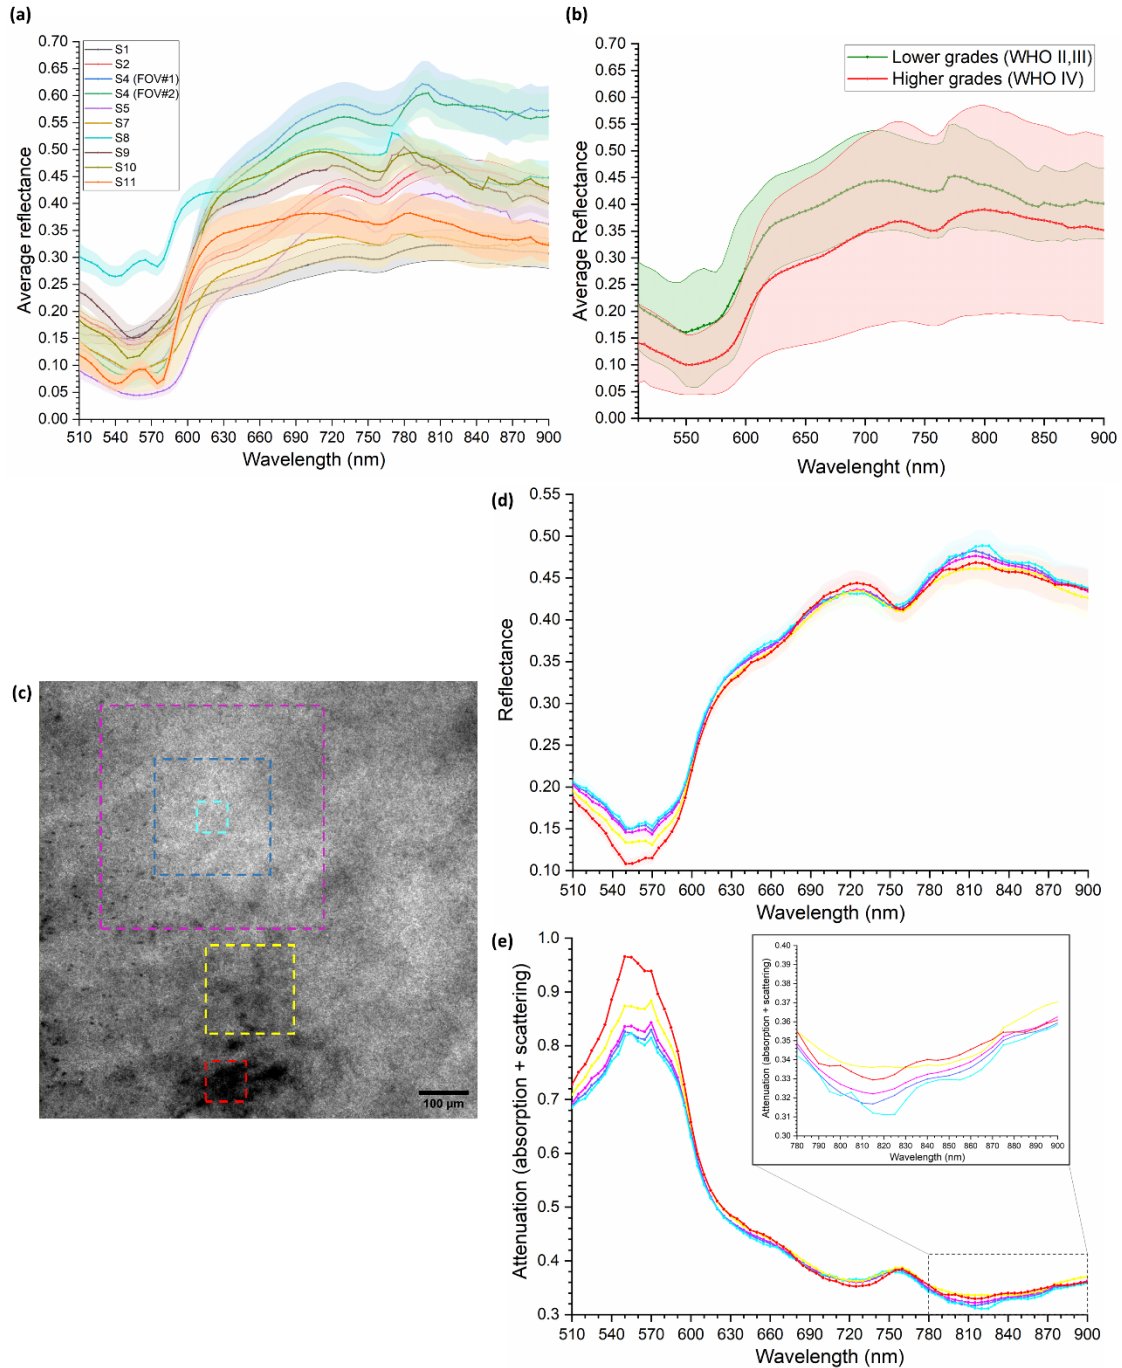 (a)
0.70
0.65
0.60
0.55
0.50
0.45
0.40
0.35
0.30
0.25
0.20
0.15
0.10
0.05
0.00
Average reflectance
S1
S2
S4 (FOV#1)
S4 (FOV#2)
S5
S7
S8
S9
S10
S11
510 540 570 600 630 660 690 720 750 780 810 840 870 900
Wavelength (nm)
(b)
0.70
0.65
0.60
0.55
0.50
0.45
0.40
0.35
0.30
0.25
0.20
0.15
0.10
0.05
0.00
Average Reflectance
Lower grades (WHO II,III)
Higher grades (WHO IV)
550 600 650 700 750 800 850 900
Wavelenght (nm)
(c)
100 µm
(d)
0.55
0.50
0.45
0.40
0.35
0.30
0.25
0.20
0.15
0.10
Reflectance
510 540 570 600 630 660 690 720 750 780 810 840 870 900
Wavelength (nm)
(e)
1.0
0.9
0.8
0.7
0.6
0.5
0.4
0.3
Attenuation (absorption + scattering)
0.40
0.39
0.38
0.37
0.36
0.35
0.34
0.33
0.32
0.31
0.30
Attenuation (absorption + scattering)
780 790 800 810 820 830 840 850 860 870 880 890 900
Wavelength (nm)
510 540 570 600 630 660 690 720 750 780 810 840 870 900
Wavelength (nm)